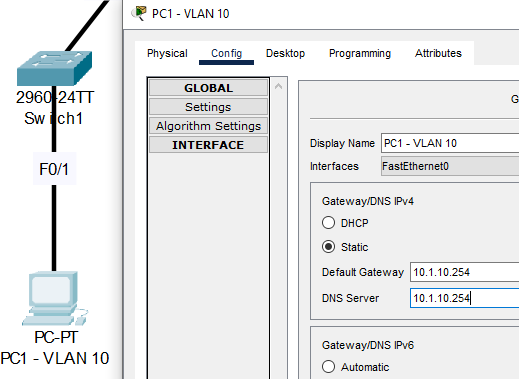 2960-24TT
Switch1
F0/1
PC-PT
PC1 - VLAN 10
PC1 - VLAN 10
Physical Config Desktop Programming Attributes
GLOBAL
Settings
Algorithm Settings
INTERFACE
G
Display Name PC1 - VLAN 10
Interfaces FastEthernet0
Gateway/DNS IPv4
DHCP
Static
Default Gateway 10.1.10.254
DNS Server 10.1.10.254
Gateway/DNS IPv6
Automatic